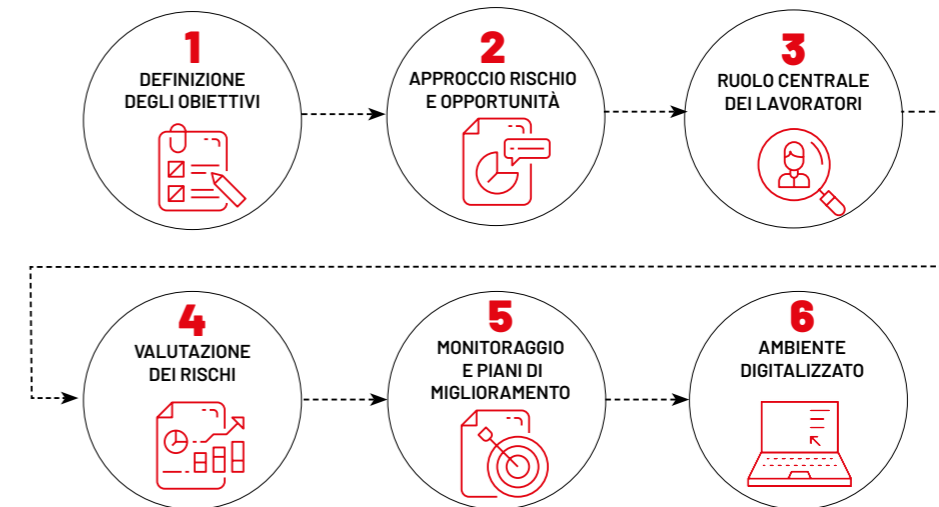 1
DEFINIZIONE
DEGLI OBIETTIVI
2
APPROCCIO RISCHIO
E OPPORTUNITÀ
3
RUOLO CENTRALE
DEI LAVORATORI
4
VALUTAZIONE
DEI RISCHI
5
MONITORAGGIO
E PIANI DI
MIGLIORAMENTO
6
AMBIENTE
DIGITALIZZATO